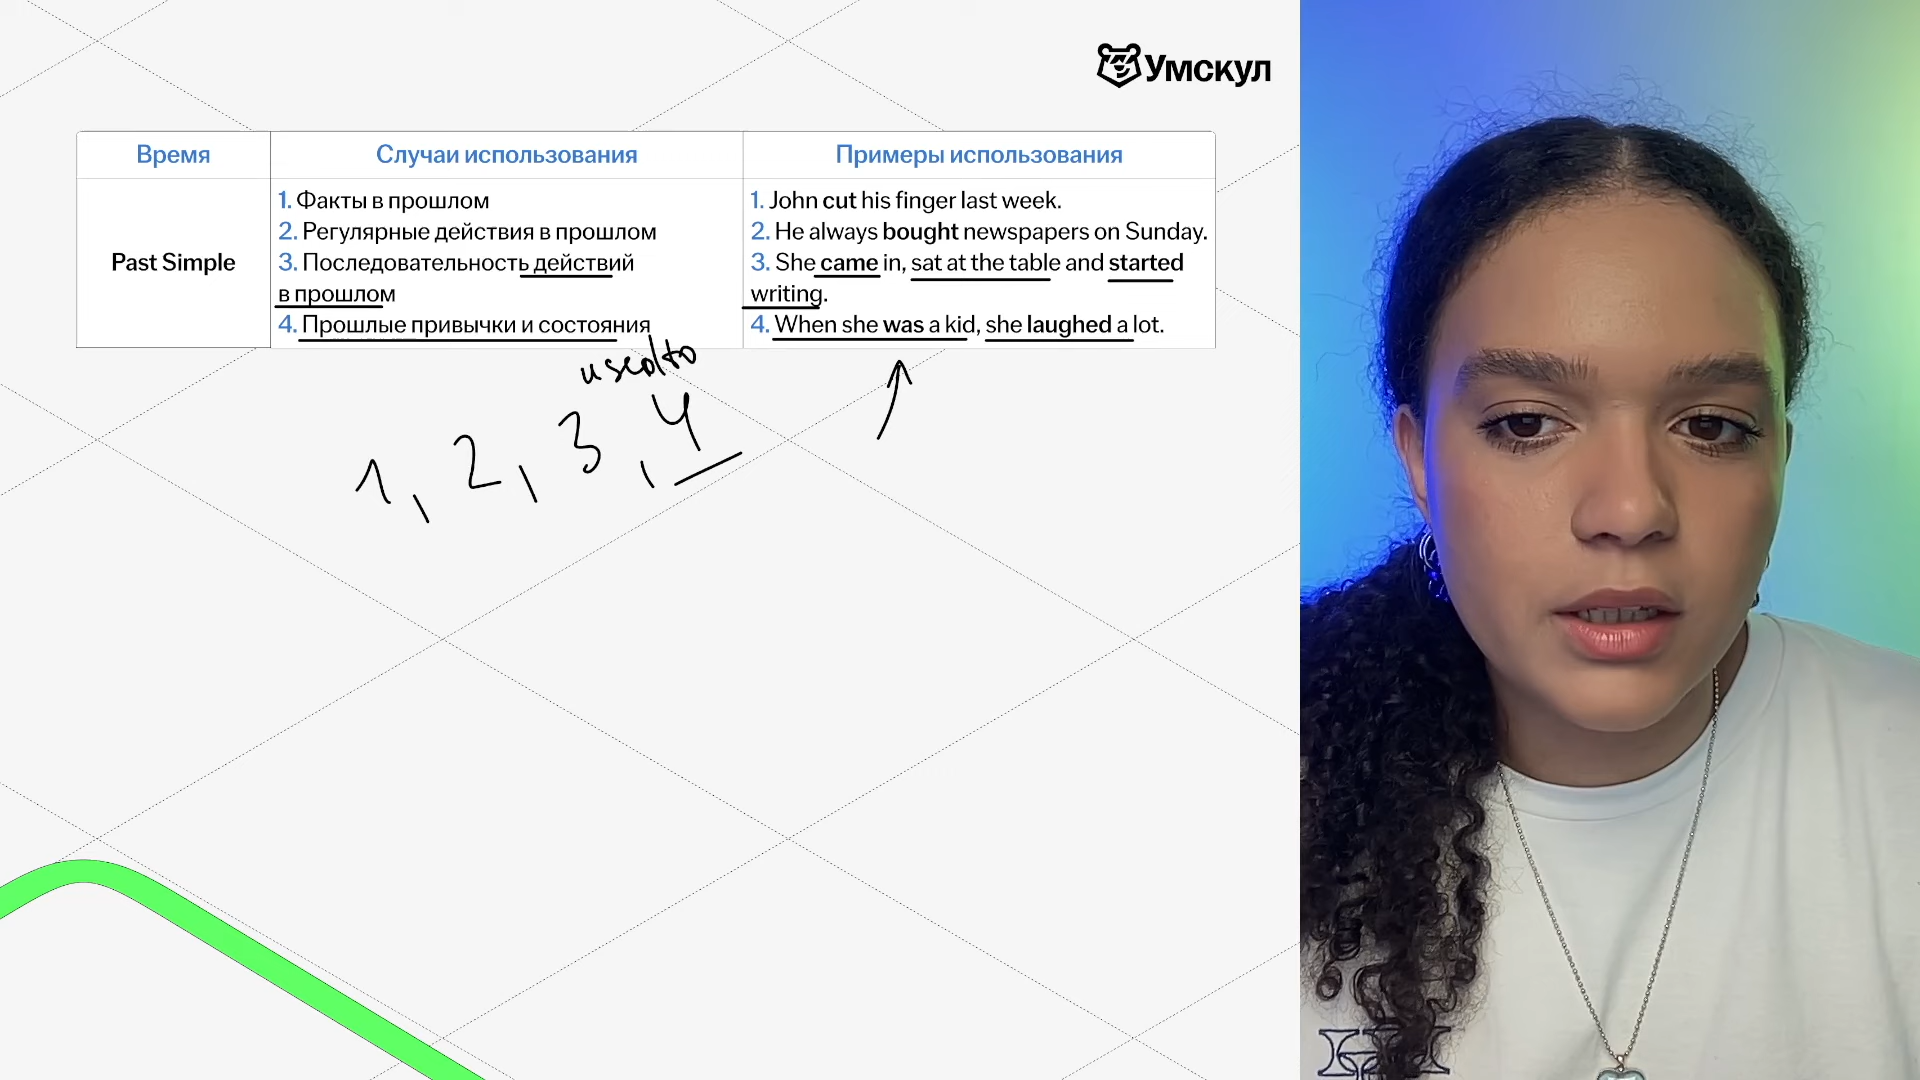 Умскул
Время
Случаи использования
Примеры использования
Past Simple
1. Факты в прошлом
2. Регулярные действия в прошлом
3. Последовательность действий
в прошлом
4. Прошлые привычки и состояния
1. John cut his finger last week.
2. He always bought newspapers on Sunday.
3. She came in, sat at the table and started
writing.
4. When she was a kid, she laughed a lot.
used to
1, 2, 3, 4